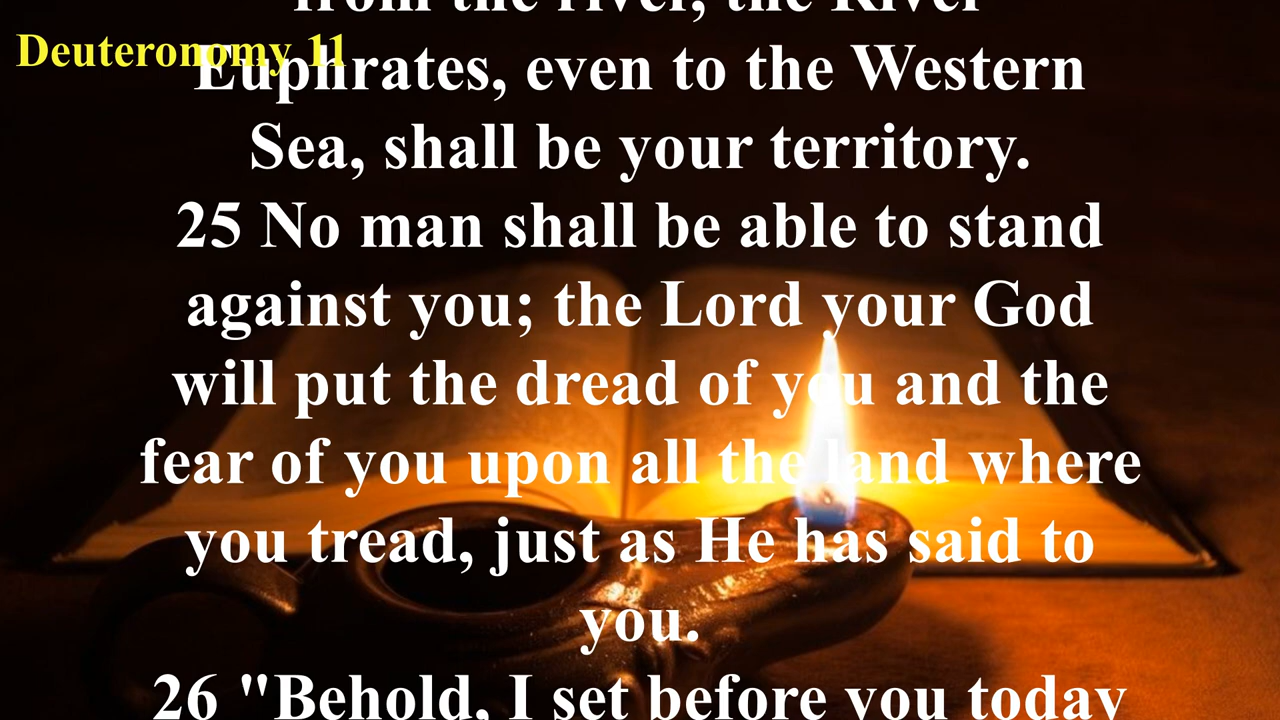 from the river, the River
Deuteronomy 11
Euphrates, even to the Western
Sea, shall be your territory.
25 No man shall be able to stand
against you; the Lord your God
will put the dread of you and the
fear of you upon all the land where
you tread, just as He has said to
you.
26 "Behold, I set before you today